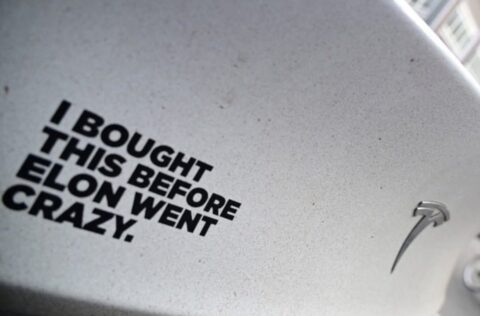 I BOUGHT
THIS BEFORE
ELON WENT
CRAZY.